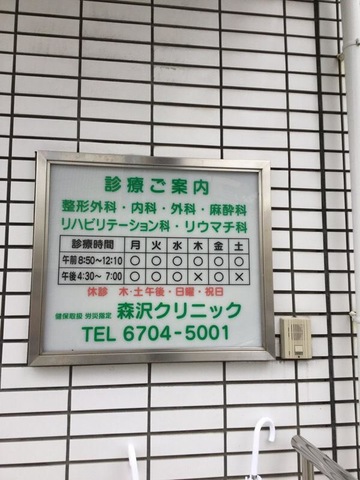 診療ご案内
整形外科・内科・外科・麻酔科
リハビリテーション科・リウマチ科
診療時間 月 火 水 木 金 土
午前8:50~12:10 ○ ○ ○ ○ ○ ○
午後4:30~ 7:00 ○ ○ ○ × ○ ×
休診 木・土午後・日曜・祝日
健保取扱 労災指定 森沢クリニック
TEL 6704-5001